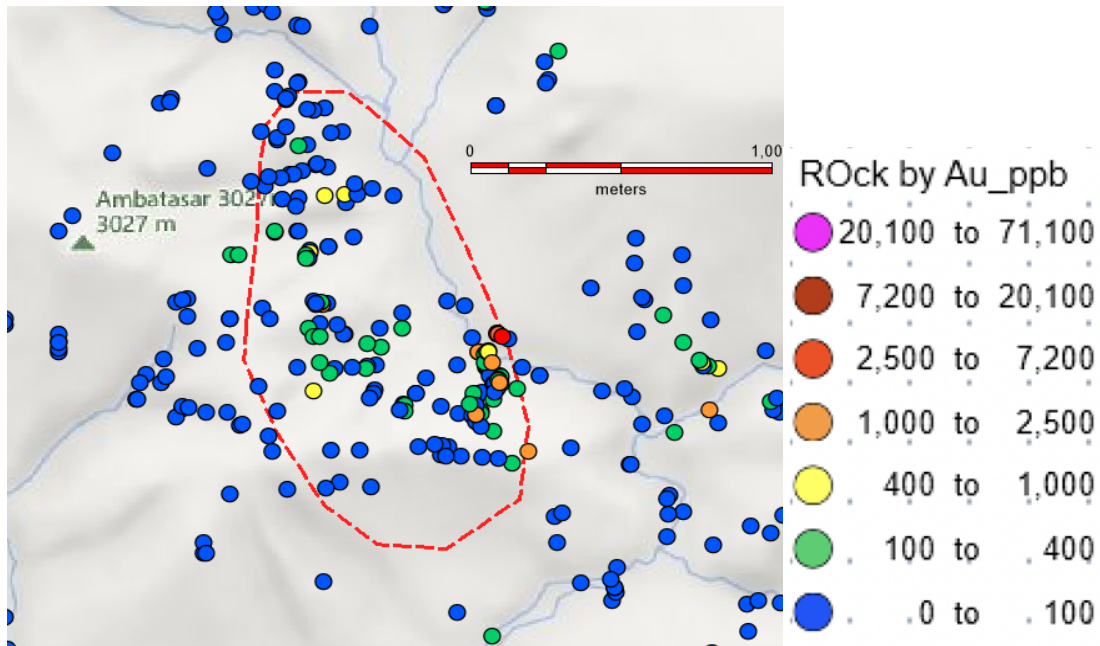 0
1,00
meters
Ambatasar 3027
3027 m
ROck by Au_ppb
20,100 to 71,100
7,200 to 20,100
2,500 to 7,200
1,000 to 2,500
400 to 1,000
100 to 400
0 to 100